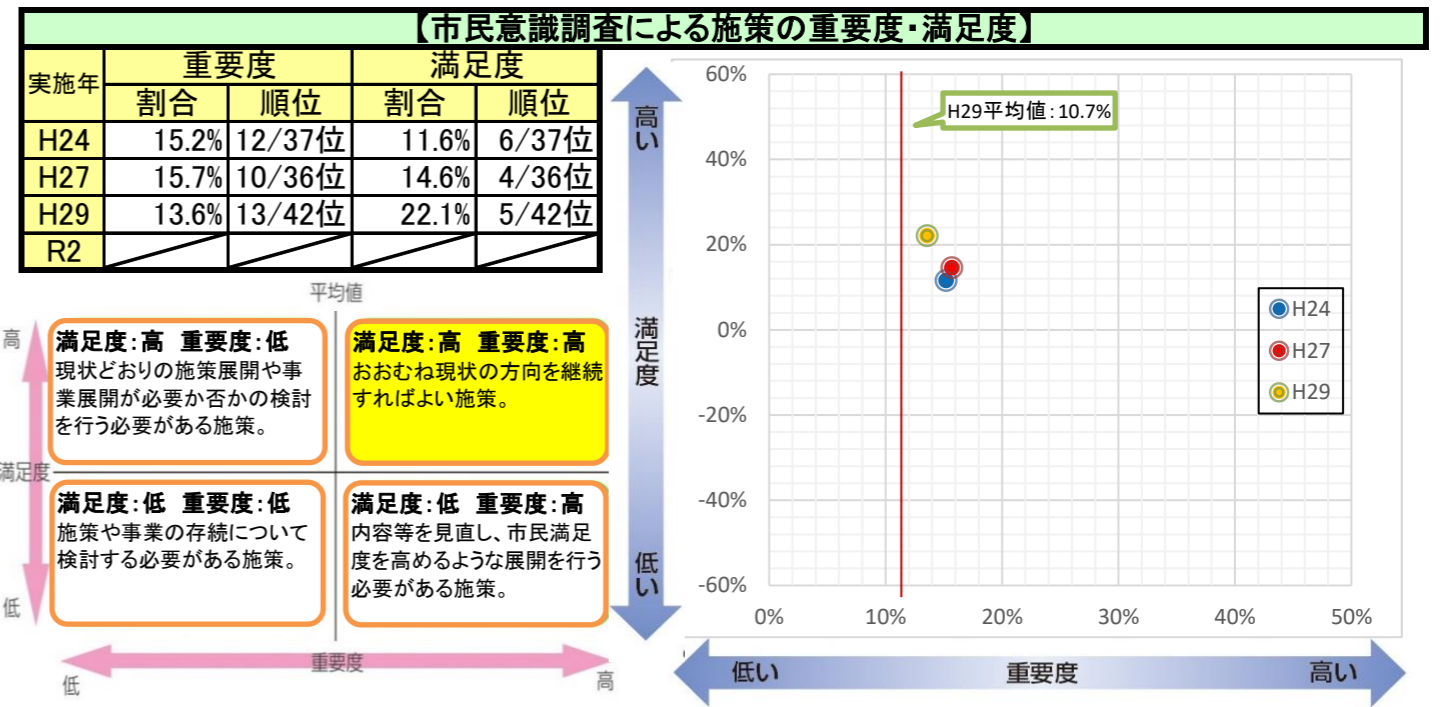 【市民意識調査による施策の重要度・満足度】
実施年 重要度 満足度
割合 順位 割合 順位
H24 15.2% 12/37位 11.6% 6/37位
H27 15.7% 10/36位 14.6% 4/36位
H29 13.6% 13/42位 22.1% 5/42位
R2
平均値
高
満足度
低
満足度:高 重要度:低
現状どおりの施策展開や事
業展開が必要か否かの検討
を行う必要がある施策。
満足度:高 重要度:高
おおむね現状の方向を継続
すればよい施策。
満足度:低 重要度:低
施策や事業の存続について
検討する必要がある施策。
満足度:低 重要度:高
内容等を見直し、市民満足
度を高めるような展開を行う
必要がある施策。
低
重要度
高
高い
満足度
低い
60%
40%
20%
0%
-20%
-40%
-60%
H29平均値:10.7%
H24
H27
H29
0% 10% 20% 30% 40% 50%
低い 重要度 高い